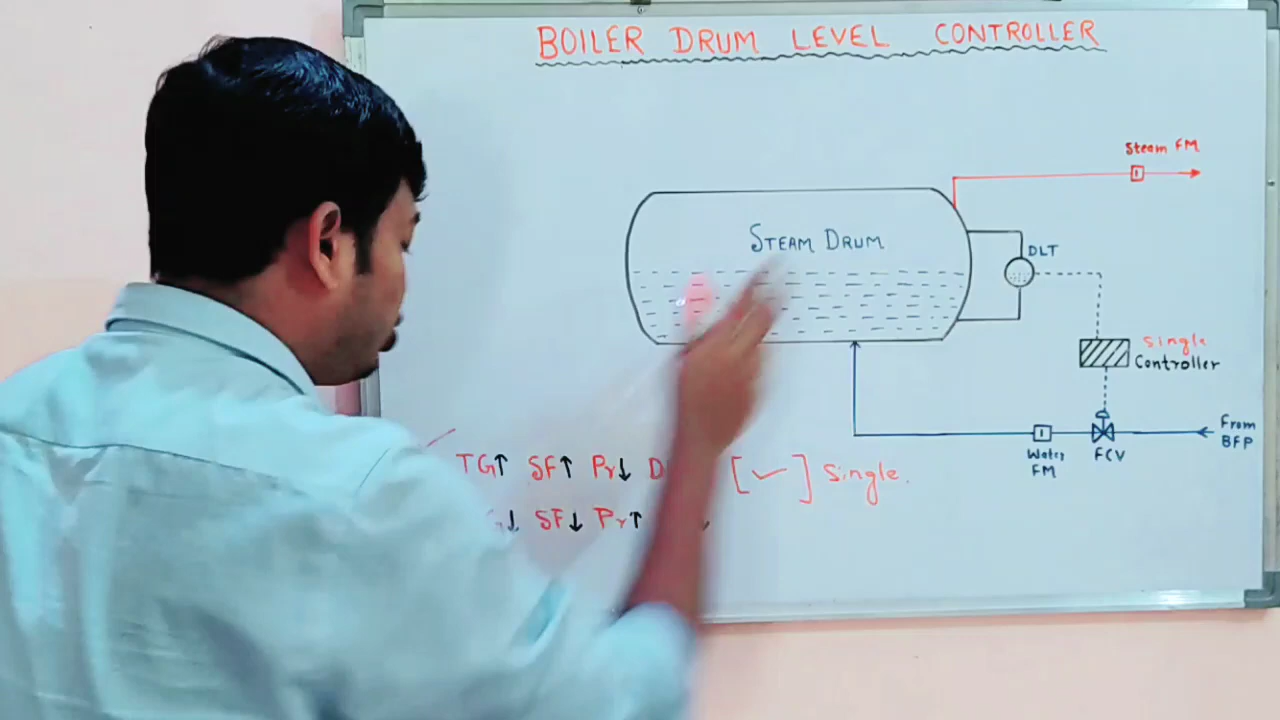 BOILER DRUM LEVEL CONTROLLER
Steam FM
STEAM DRUM
DLT
Single
Controller
From
BFP
Water
FM
FCV
TG↑ SF↑ Pr↓ [✓] Single.
↓ SF↓ Pr↑ ↓